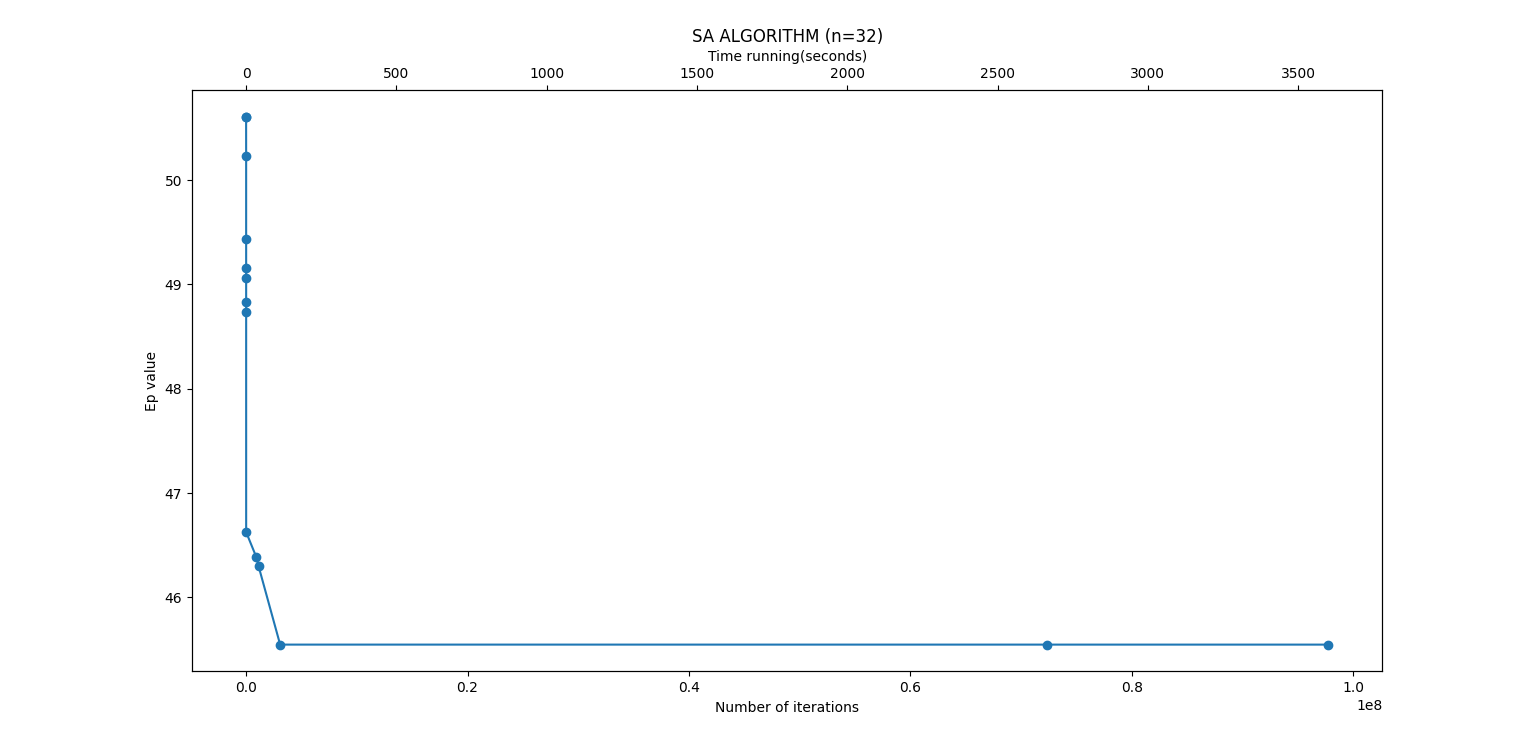 SA ALGORITHM (n=32)
Time running(seconds)
0 500 1000 1500 2000 2500 3000 3500
50
49
48
47
46
Ep value
0.0 0.2 0.4 0.6 0.8 1.0
1e8
Number of iterations